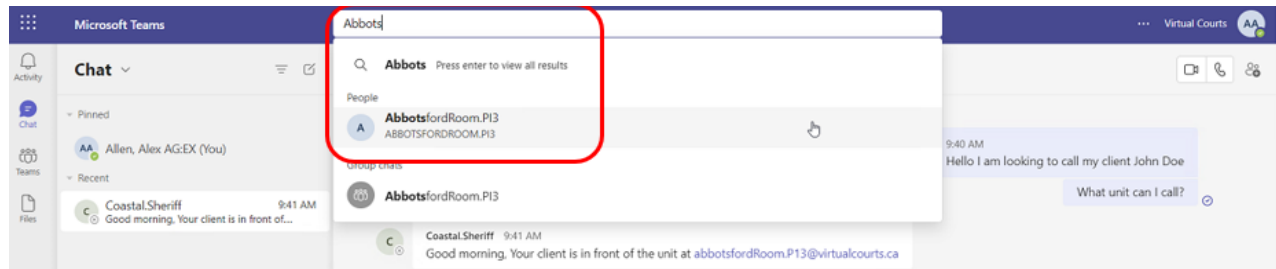 Microsoft Teams
Abbots
... Virtual Courts AA
Activity
Chat
Teams
Files
Chat
Pinned
AA Allen, Alex AG:EX (You)
Recent
C Coastal.Sheriff 9:41 AM
Good morning, Your client is in front of...
Abbots Press enter to view all results
People
A AbbotsfordRoom.PI3
ABBOTSFORDROOM.PI3
Group chats
AbbotsfordRoom.PI3
C Coastal.Sheriff 9:41 AM
Good morning, Your client is in front of the unit at abbotsfordRoom.P13@virtualcourts.ca
9:40 AM
Hello I am looking to call my client John Doe
What unit can I call?